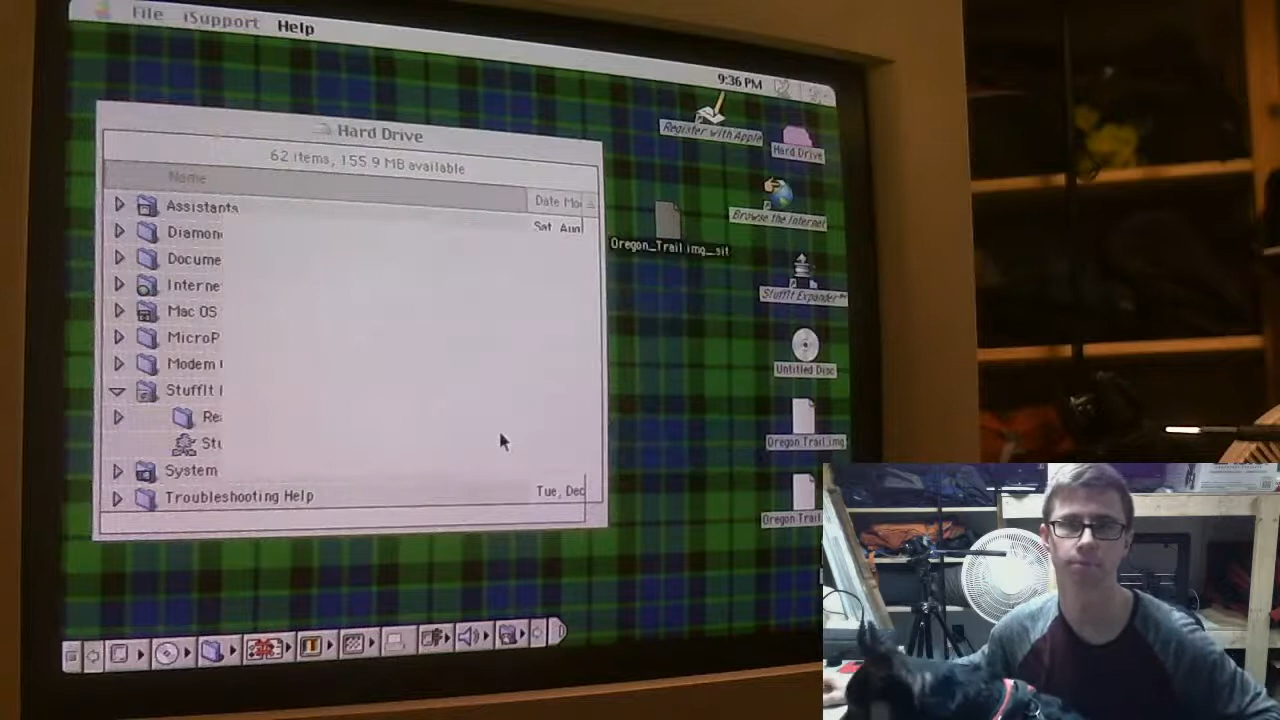 File iSupport Help
9:36 PM
Hard Drive
62 items, 155.9 MB available
Name
Date Mo
Assistants
Sat, Aug
Diamon
Docume
Interne
Mac OS
MicroP
Modem
StuffIt
Re
Stu
System
Troubleshooting Help
Tue, Dec
Register with Apple
Hard Drive
Browse the Internet
Oregon_Trail.img_.sit
StuffIt Expander™
Untitled Disc
Oregon Trail.img
Oregon Trail